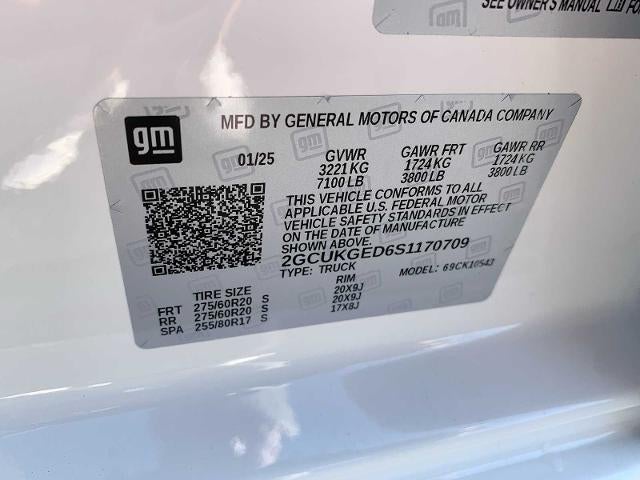 SEE OWNER'S MANUAL
gm
MFD BY GENERAL MOTORS OF CANADA COMPANY
01/25 GVWR GAWR FRT GAWR RR
3221 KG 1724 KG 1724 KG
7100 LB 3800 LB 3800 LB
THIS VEHICLE CONFORMS TO ALL
APPLICABLE U.S. FEDERAL MOTOR
VEHICLE SAFETY STANDARDS IN EFFECT
ON THE DATE OF MANUFACTURE
SHOWN ABOVE.
2GCUKGED6S1170709
TYPE: TRUCK MODEL: 69CK10543
TIRE SIZE RIM
FRT 275/60R20 S 20X9J
RR 275/60R20 S 20X9J
SPA 255/80R17 S 17X8J